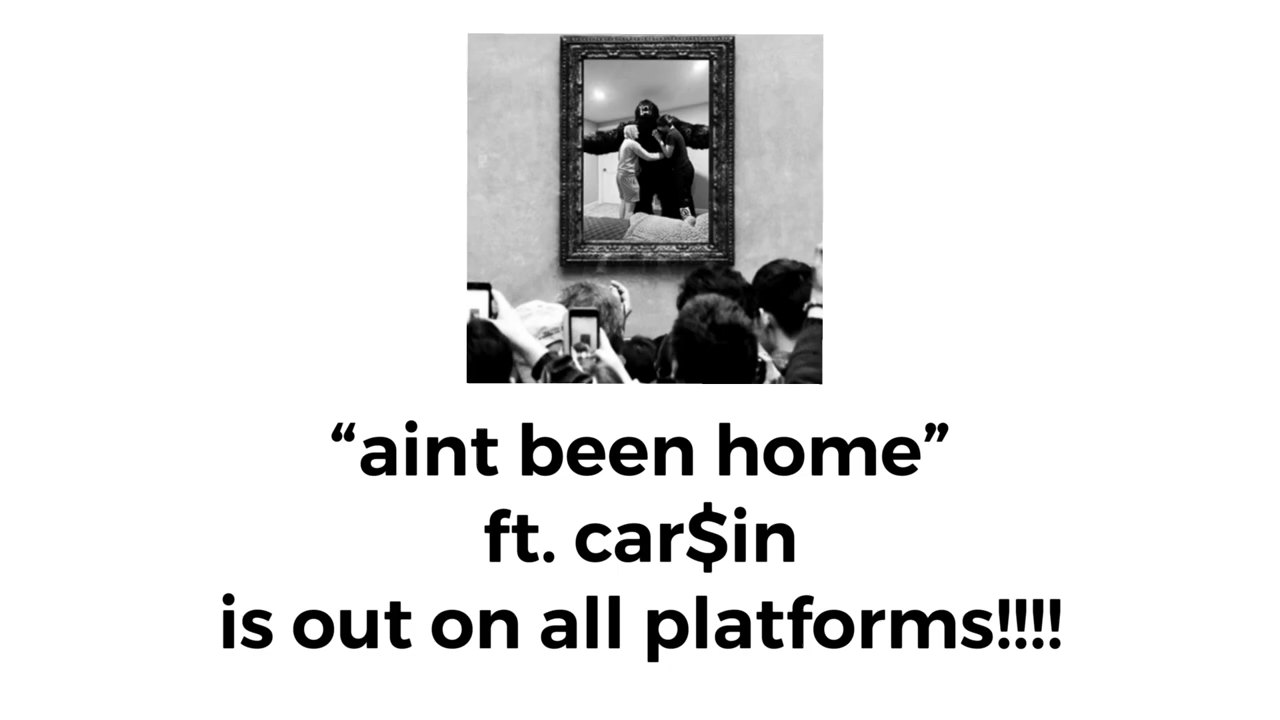 “aint been home”
ft. car$in
is out on all platforms!!!!